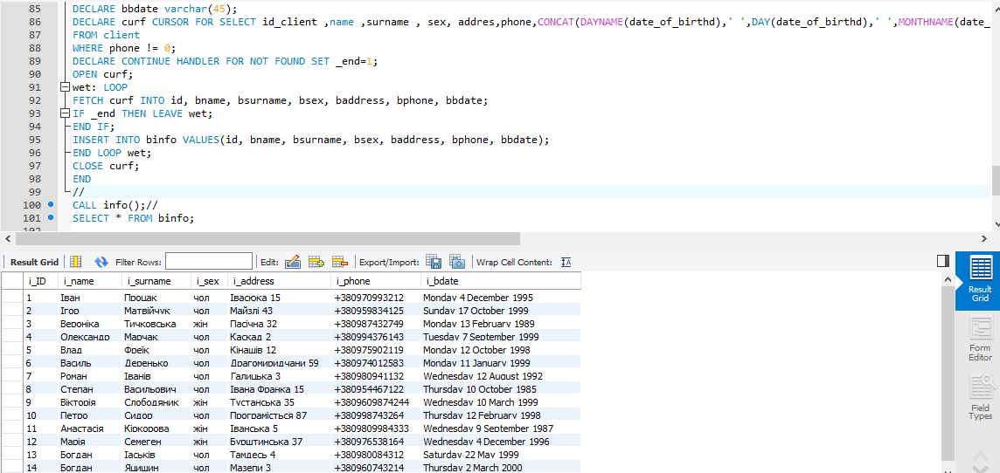 85 DECLARE bbdate varchar(45);
86 DECLARE curf CURSOR FOR SELECT id_client ,name ,surname , sex, addres,phone,CONCAT(DAYNAME(date_of_birthd),' ',DAY(date_of_birthd),' ',MONTHNAME(date_
87 FROM client
88 WHERE phone != 0;
89 DECLARE CONTINUE HANDLER FOR NOT FOUND SET _end=1;
90 OPEN curf;
91 wet: LOOP
92 FETCH curf INTO id, bname, bsurname, bsex, baddress, bphone, bbdate;
93 IF _end THEN LEAVE wet;
94 END IF;
95 INSERT INTO binfo VALUES(id, bname, bsurname, bsex, baddress, bphone, bbdate);
96 END LOOP wet;
97 CLOSE curf;
98 END
99 //
100 CALL info();//
101 SELECT * FROM binfo;
102
Result Grid Filter Rows: Edit: Export/Import: Wrap Cell Content: IA
i_ID i_name i_surname i_sex i_address i_phone i_bdate
1 Іван Процак чол Івасюка 15 +380970993212 Monday 4 December 1995
2 Ігор Матвійчук чол Майзлі 43 +380959834125 Sunday 17 October 1999
3 Вероніка Тичковська жін Пасічна 32 +380987432749 Monday 13 February 1989
4 Олександр Марчак чол Каскад 2 +380994376143 Tuesday 7 September 1999
5 Влад Фреїк чол Кінашів 12 +380975902119 Monday 12 October 1998
6 Василь Деренько чол Драгомиридчани 59 +380974012583 Monday 11 January 1999
7 Роман Іванів чол Галицька 3 +380980941132 Wednesday 12 August 1992
8 Степан Васильович чол Івана Франка 15 +380954467122 Thursday 10 October 1985
9 Вікторія Слободяник жін Тустанська 35 +3809609874244 Wednesday 10 March 1999
10 Петро Сидор чол Програмісться 87 +380998743264 Thursday 12 February 1998
11 Анастасія Кіркорова жін Іванська 5 +3809809984333 Wednesday 9 September 1987
12 Марія Семеген жін Бурштинська 37 +380976538164 Wednesday 4 December 1996
13 Богдан Іаськів чол Тамдесь 4 +380980084312 Saturday 22 May 1999
14 Богдан Яцишин чол Мазепи 3 +380960743214 Thursday 2 March 2000
Result Grid
Form Editor
Field Types